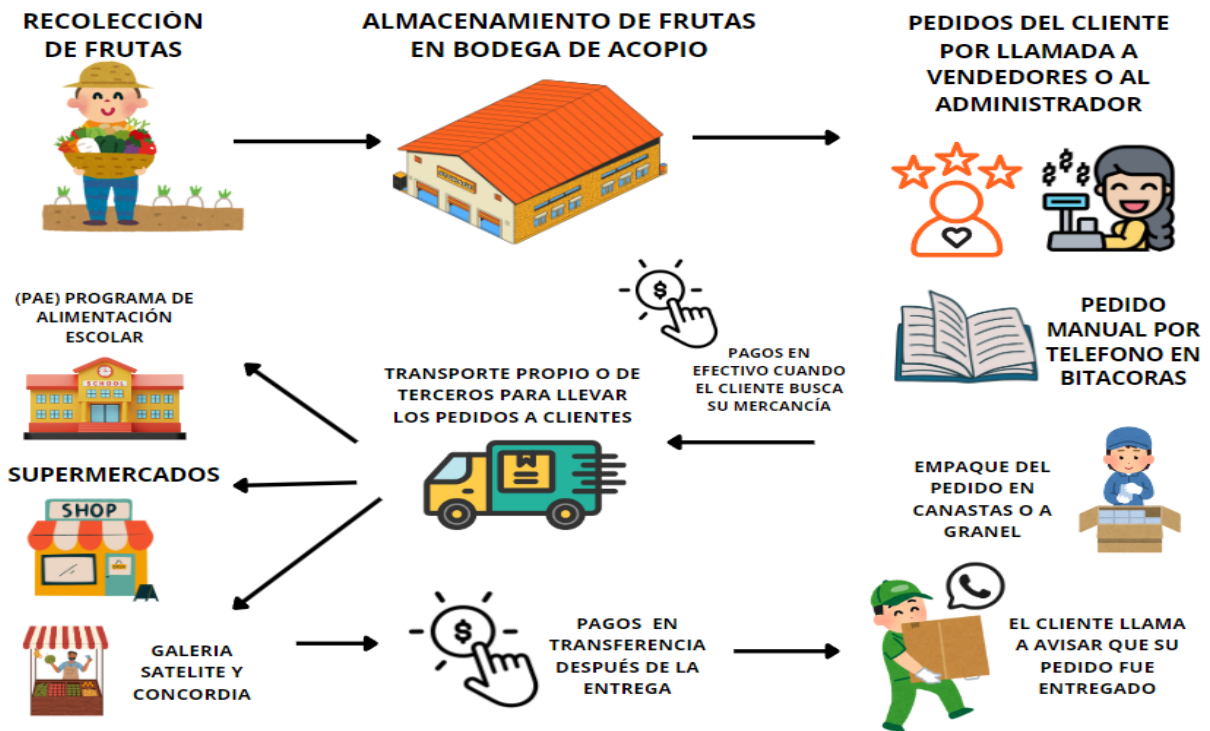 RECOLECCIÓN
DE FRUTAS
ALMACENAMIENTO DE FRUTAS
EN BODEGA DE ACOPIO
PEDIDOS DEL CLIENTE
POR LLAMADA A
VENDEDORES O AL
ADMINISTRADOR
(PAE) PROGRAMA DE
ALIMENTACIÓN
ESCOLAR
SCHOOL
PEDIDO
MANUAL POR
TELEFONO EN
BITACORAS
PAGOS EN
EFECTIVO CUANDO
EL CLIENTE BUSCA
SU MERCANCÍA
TRANSPORTE PROPIO O DE
TERCEROS PARA LLEVAR
LOS PEDIDOS A CLIENTES
SUPERMERCADOS
SHOP
EMPAQUE DEL
PEDIDO EN
CANASTAS O A
GRANEL
GALERIA
SATELITE Y
CONCORDIA
$
PAGOS EN
TRANSFERENCIA
DESPUÉS DE LA
ENTREGA
EL CLIENTE LLAMA
A AVISAR QUE SU
PEDIDO FUE
ENTREGADO